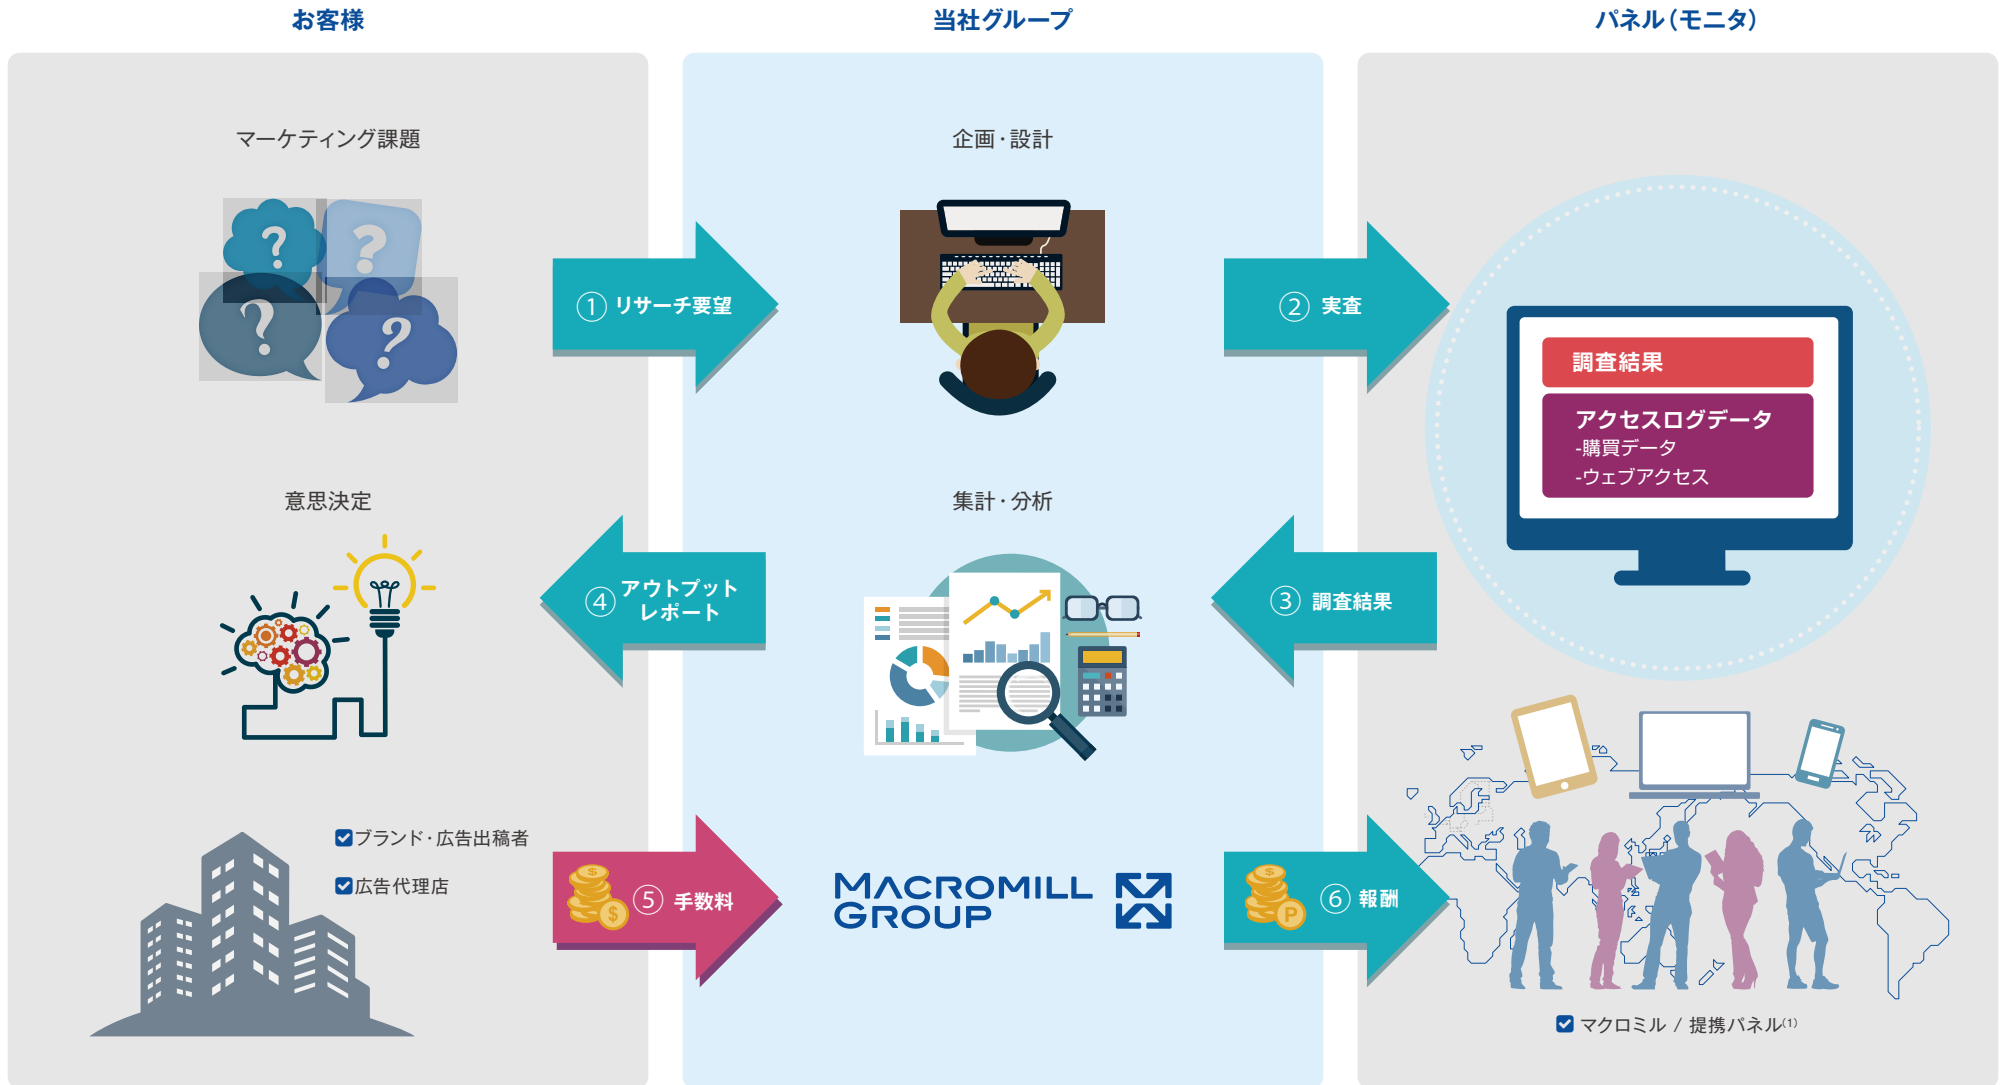 お客様
当社グループ
パネル（モニタ）
マーケティング課題
企画・設計
? ?
? ?
① リサーチ要望
② 実査
調査結果
アクセスログデータ
-購買データ
-ウェブアクセス
意思決定
集計・分析
④ アウトプット
レポート
③ 調査結果
☑ブランド・広告出稿者
☑広告代理店
$
$
⑤ 手数料
MACROMILL
GROUP
P
$
⑥ 報酬
☑ マクロミル / 提携パネル(1)